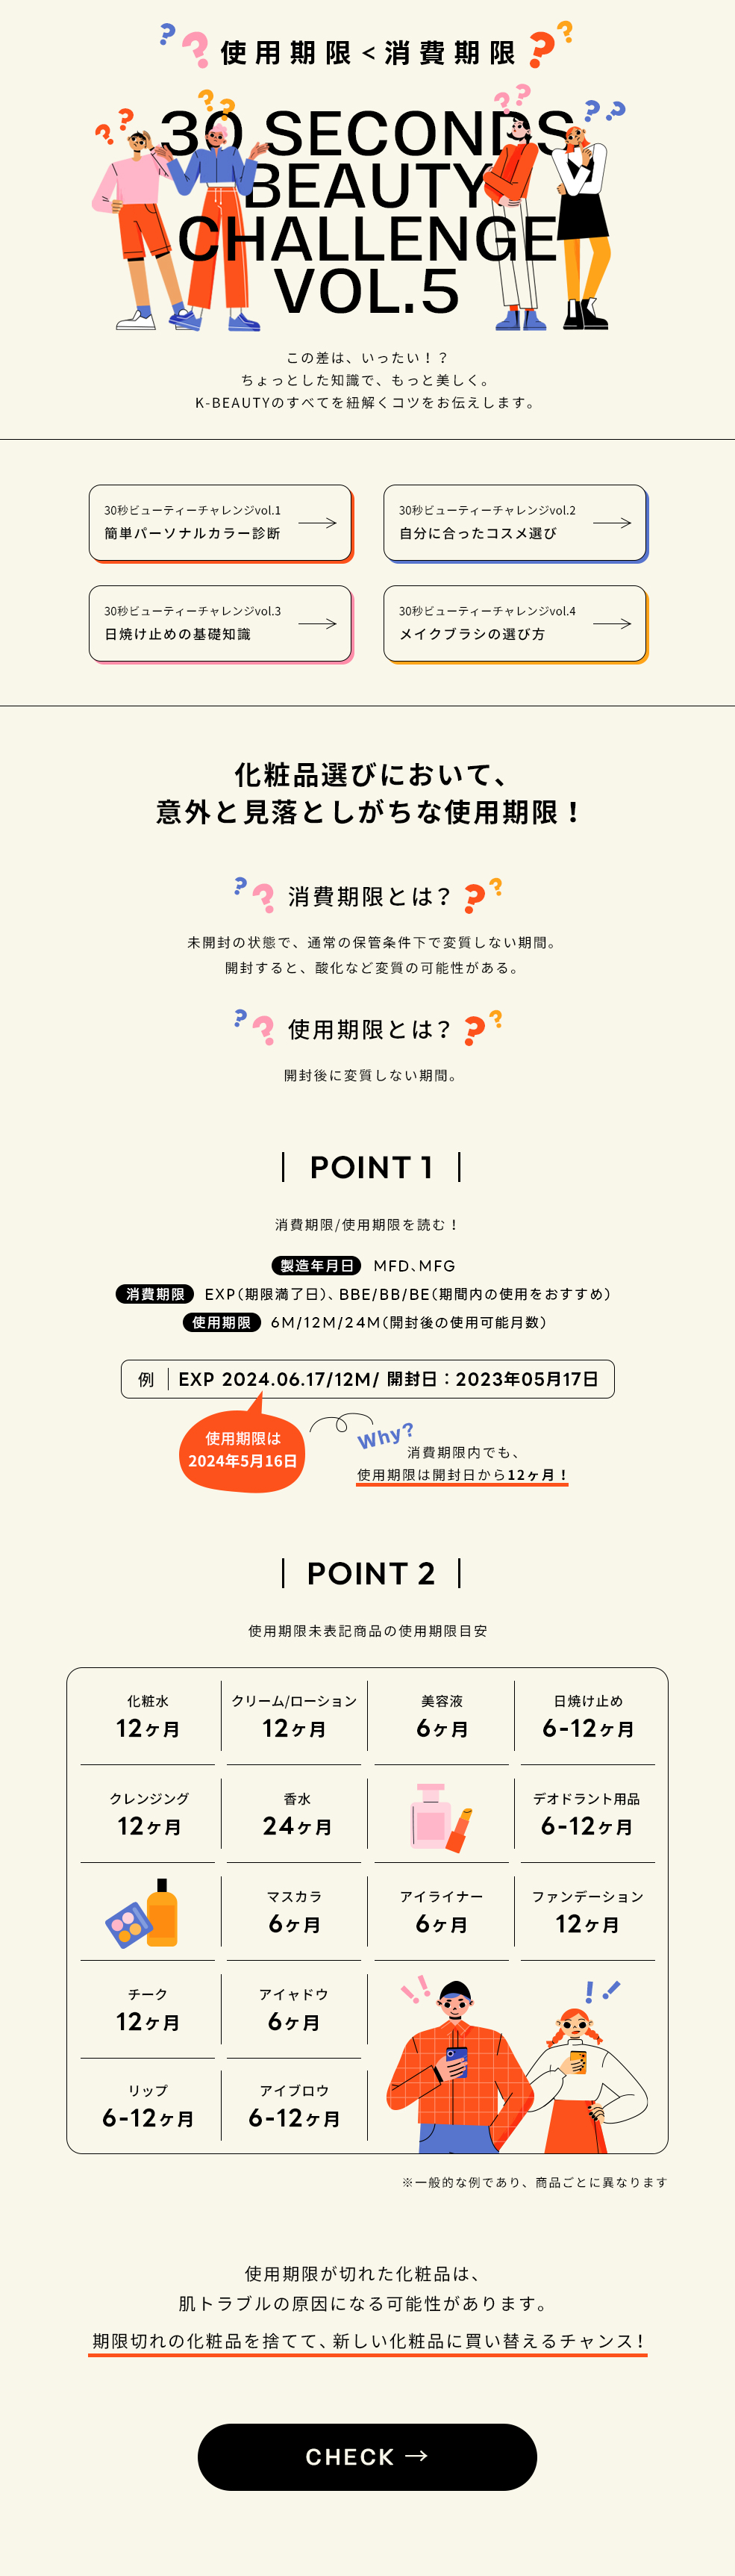 ? ? 使用期限<消費期限 ? ?
? ? ? ? ? ? ? ?
30 SECONDS
BEAUTY
CHALLENGE
VOL.5
この差は、いったい！？
ちょっとした知識で、もっと美しく。
K-BEAUTYのすべてを紐解くコツをお伝えします。
30秒ビューティーチャレンジvol.1
簡単パーソナルカラー診断
30秒ビューティーチャレンジvol.2
自分に合ったコスメ選び
30秒ビューティーチャレンジvol.3
日焼け止めの基礎知識
30秒ビューティーチャレンジvol.4
メイクブラシの選び方
化粧品選びにおいて、
意外と見落としがちな使用期限！
? ? 消費期限とは？ ? ?
未開封の状態で、通常の保管条件下で変質しない期間。
開封すると、酸化など変質の可能性がある。
? ? 使用期限とは？ ? ?
開封後に変質しない期間。
POINT 1
消費期限/使用期限を読む！
製造年月日 MFD、MFG
消費期限 EXP(期限満了日)、BBE/BB/BE(期間内の使用をおすすめ)
使用期限 6M/12M/24M(開封後の使用可能月数)
例 EXP 2024.06.17/12M/ 開封日：2023年05月17日
使用期限は
2024年5月16日
Why?
消費期限内でも、
使用期限は開封日から12ヶ月！
POINT 2
使用期限未表記商品の使用期限目安
化粧水
12ヶ月
クリーム/ローション
12ヶ月
美容液
6ヶ月
日焼け止め
6-12ヶ月
クレンジング
12ヶ月
香水
24ヶ月
デオドラント用品
6-12ヶ月
マスカラ
6ヶ月
アイライナー
6ヶ月
ファンデーション
12ヶ月
チーク
12ヶ月
アイャドウ
6ヶ月
! ! ! !
リップ
6-12ヶ月
アイブロウ
6-12ヶ月
※一般的な例であり、商品ごとに異なります
使用期限が切れた化粧品は、
肌トラブルの原因になる可能性があります。
期限切れの化粧品を捨てて、新しい化粧品に買い替えるチャンス！
CHECK →